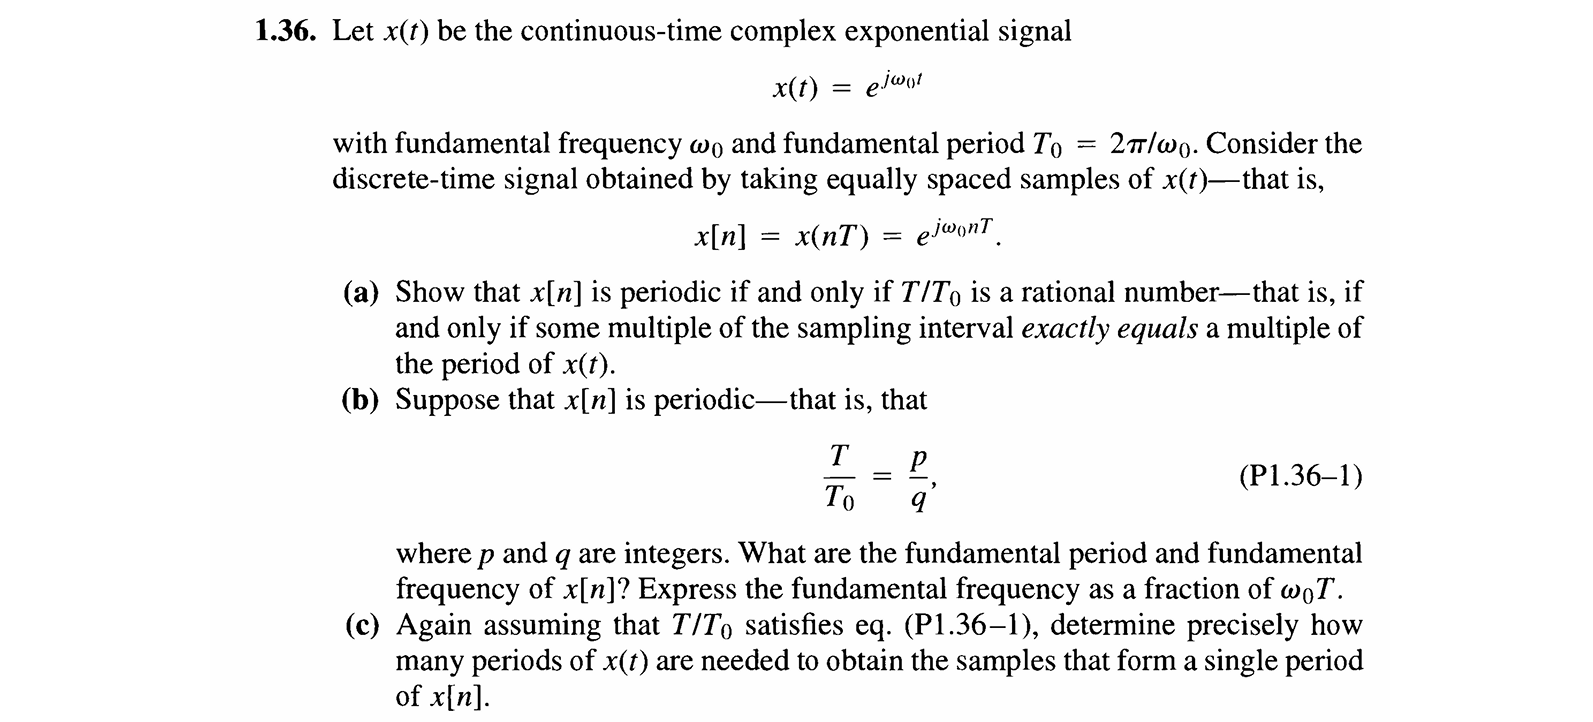 1.36. Let x(t) be the continuous-time complex exponential signal
x(t) = e^{jω₀t}
with fundamental frequency ω₀ and fundamental period T₀ = 2π/ω₀. Consider the
discrete-time signal obtained by taking equally spaced samples of x(t)—that is,
x[n] = x(nT) = e^{jω₀nT}.
(a) Show that x[n] is periodic if and only if T/T₀ is a rational number—that is, if
and only if some multiple of the sampling interval exactly equals a multiple of
the period of x(t).
(b) Suppose that x[n] is periodic—that is, that
T/T₀ = p/q, (P1.36–1)
where p and q are integers. What are the fundamental period and fundamental
frequency of x[n]? Express the fundamental frequency as a fraction of ω₀T.
(c) Again assuming that T/T₀ satisfies eq. (P1.36–1), determine precisely how
many periods of x(t) are needed to obtain the samples that form a single period
of x[n].